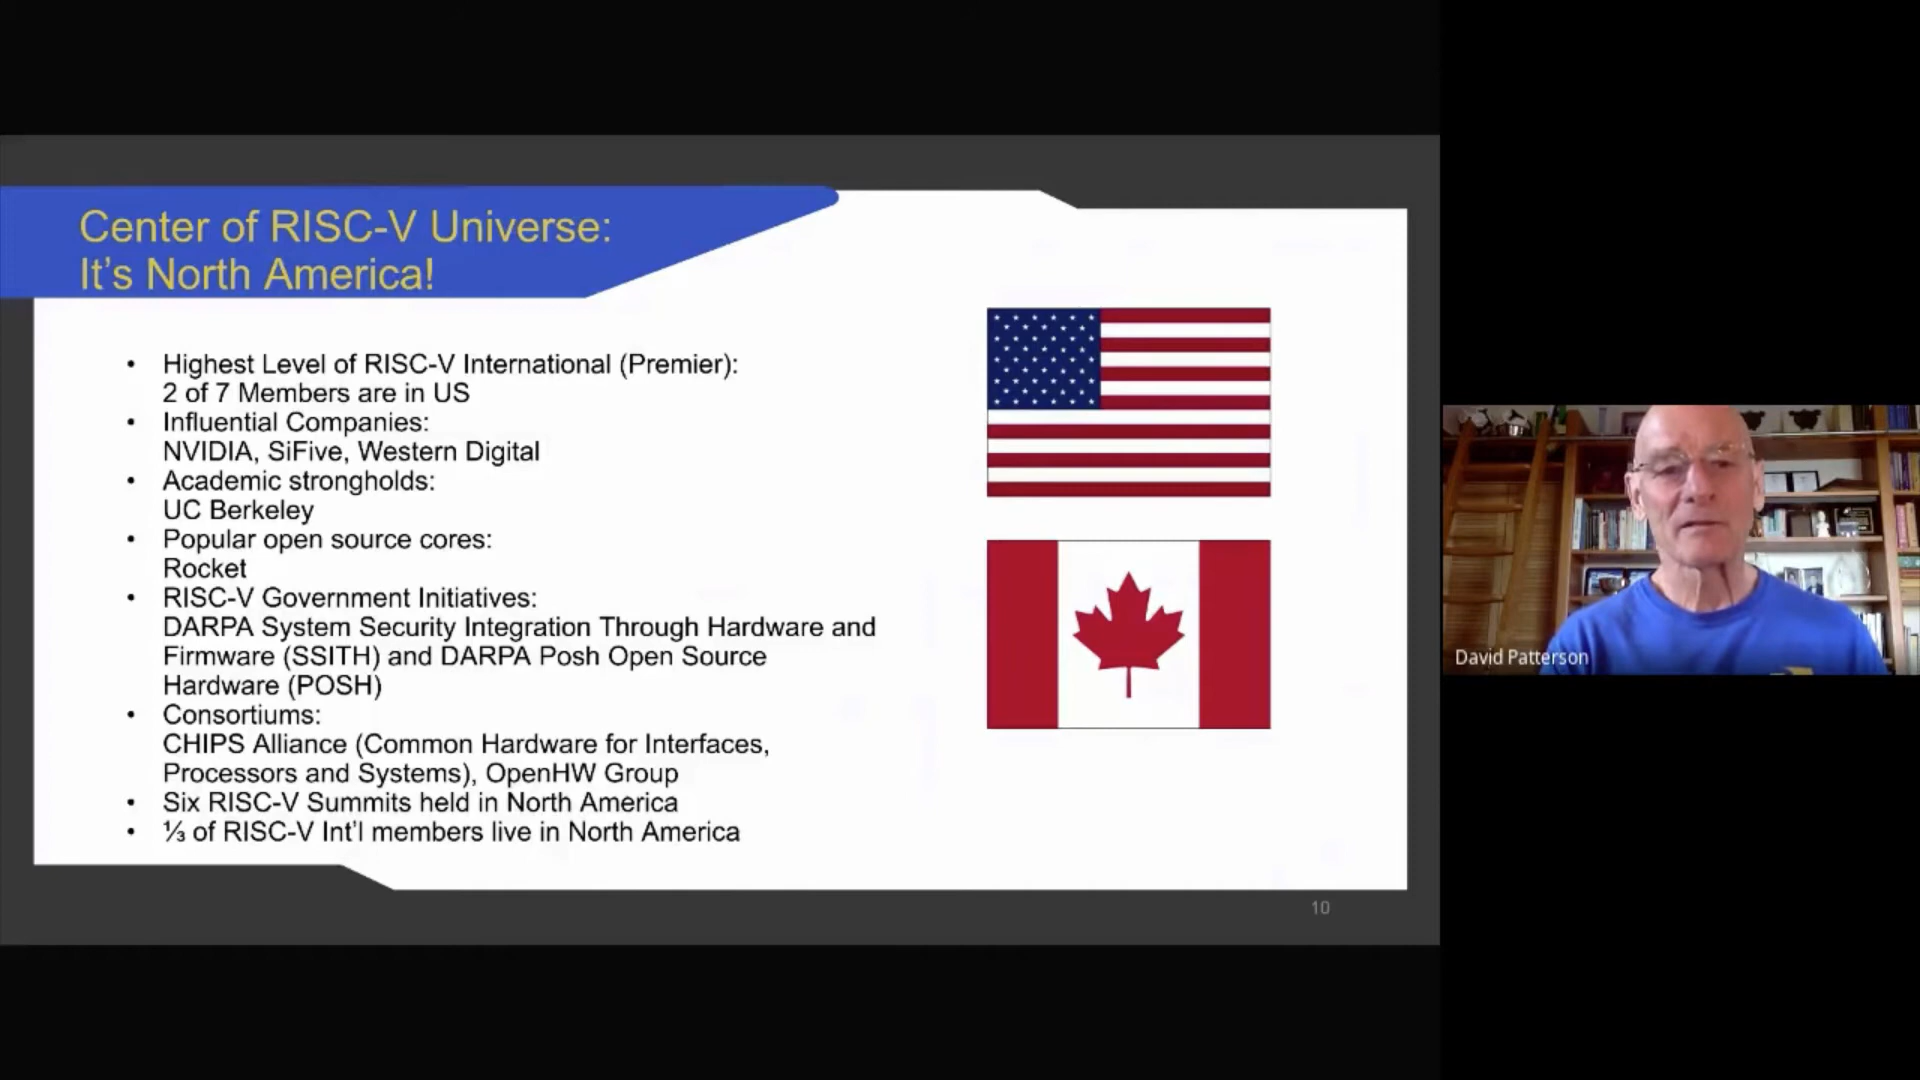 Center of RISC-V Universe:
It's North America!
• Highest Level of RISC-V International (Premier):
2 of 7 Members are in US
• Influential Companies:
NVIDIA, SiFive, Western Digital
• Academic strongholds:
UC Berkeley
• Popular open source cores:
Rocket
• RISC-V Government Initiatives:
DARPA System Security Integration Through Hardware and
Firmware (SSITH) and DARPA Posh Open Source
Hardware (POSH)
• Consortiums:
CHIPS Alliance (Common Hardware for Interfaces,
Processors and Systems), OpenHW Group
• Six RISC-V Summits held in North America
• ⅓ of RISC-V Int'l members live in North America
10
David Patterson